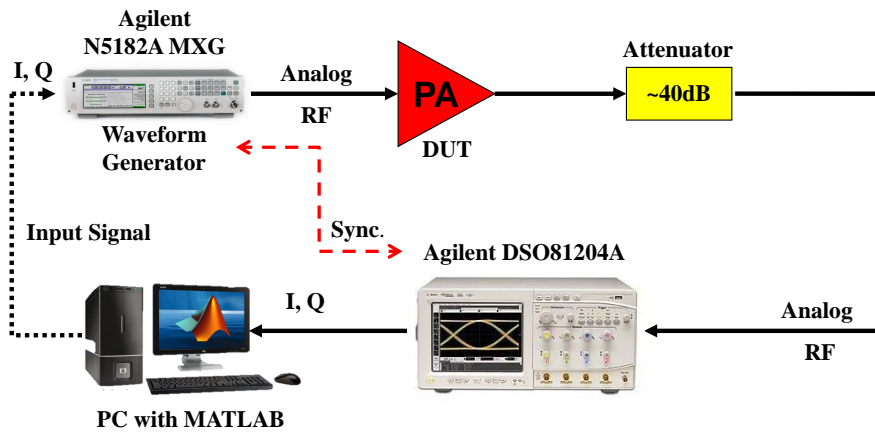 Agilent
N5182A MXG
I, Q
Waveform
Generator
Analog
RF
PA
DUT
Attenuator
~40dB
Sync.
Input Signal
Agilent DSO81204A
I, Q
Analog
RF
PC with MATLAB